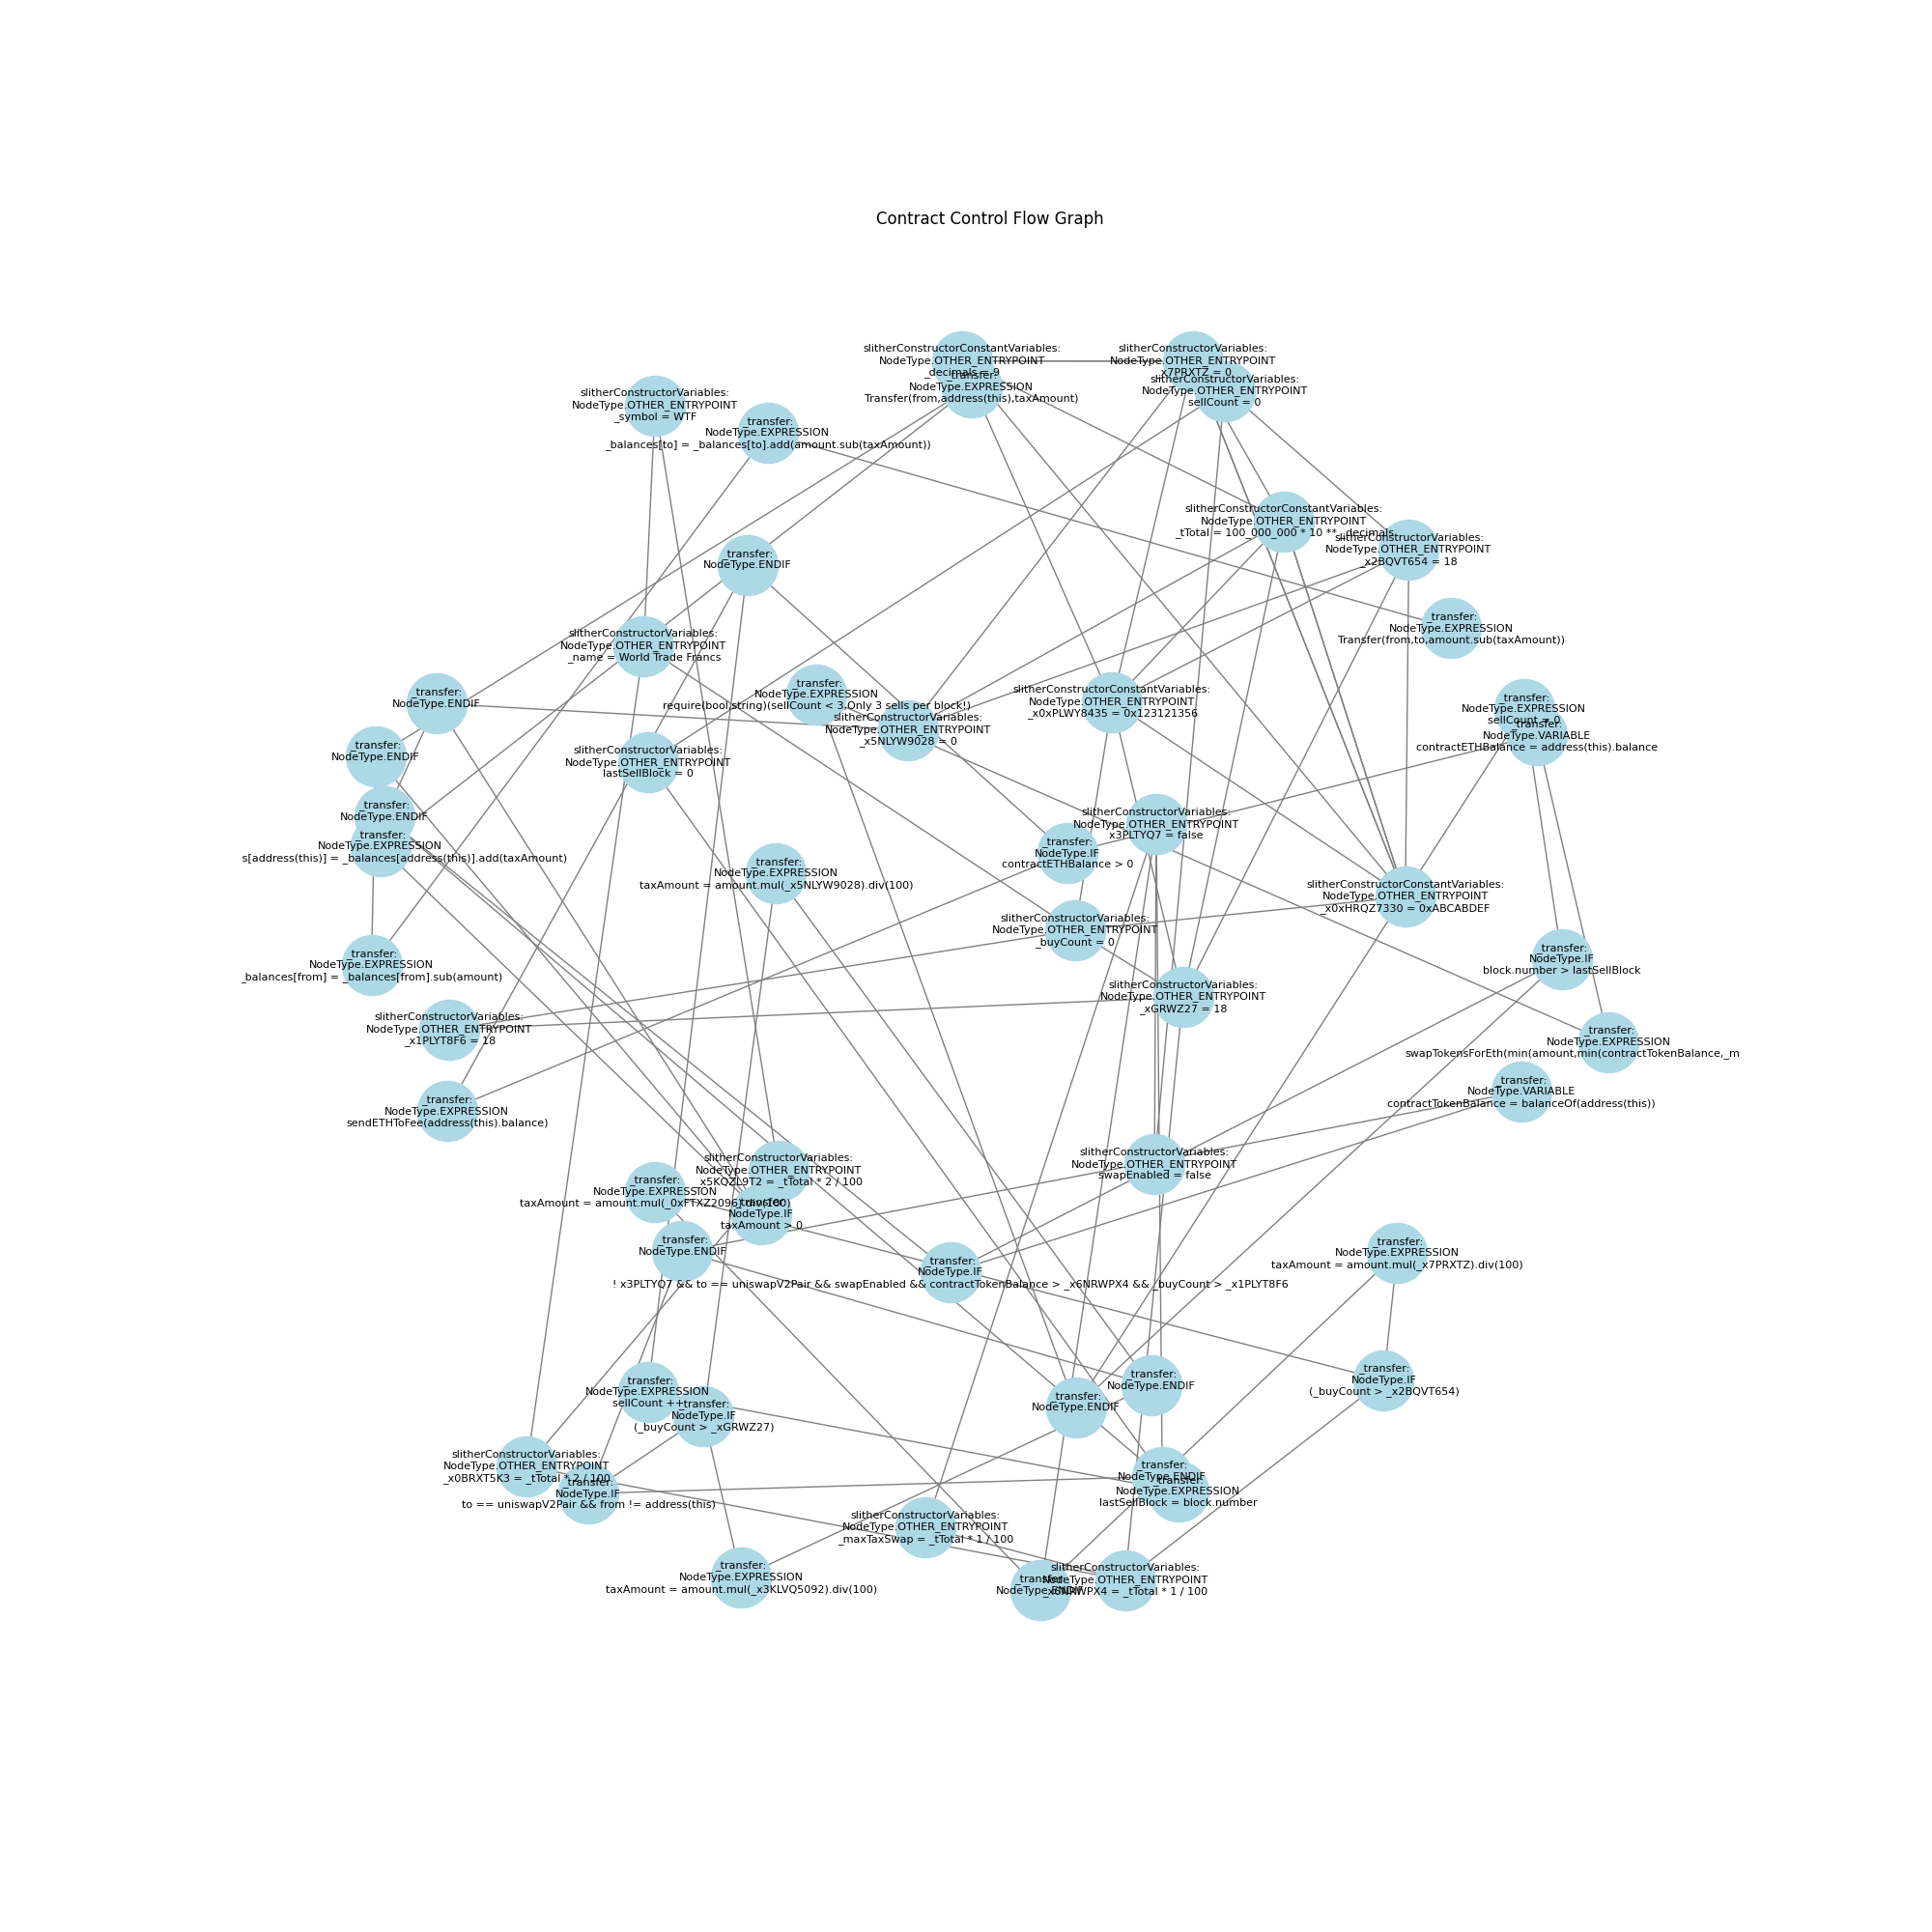 Contract Control Flow Graph
slitherConstructorConstantVariables:
NodeType.OTHER_ENTRYPOINT
_decimals = 9
_transfer:
NodeType.EXPRESSION
Transfer(from,address(this),taxAmount)
slitherConstructorVariables:
NodeType.OTHER_ENTRYPOINT
_x7PRXTZ = 0
slitherConstructorVariables:
NodeType.OTHER_ENTRYPOINT
sellCount = 0
slitherConstructorVariables:
NodeType.OTHER_ENTRYPOINT
_symbol = WTF
_transfer:
NodeType.EXPRESSION
_balances[to] = _balances[to].add(amount.sub(taxAmount))
slitherConstructorConstantVariables:
NodeType.OTHER_ENTRYPOINT
_tTotal = 100_000_000 * 10 ** _decimals
slitherConstructorVariables:
NodeType.OTHER_ENTRYPOINT
_x2BQVT654 = 18
_transfer:
NodeType.ENDIF
_transfer:
NodeType.EXPRESSION
Transfer(from,to,amount.sub(taxAmount))
slitherConstructorVariables:
NodeType.OTHER_ENTRYPOINT
_name = World Trade Francs
_transfer:
NodeType.ENDIF
_transfer:
NodeType.EXPRESSION
require(bool,string)(sellCount < 3,Only 3 sells per block!)
slitherConstructorVariables:
NodeType.OTHER_ENTRYPOINT
_x5NLYW9028 = 0
slitherConstructorConstantVariables:
NodeType.OTHER_ENTRYPOINT
_x0xPLWY8435 = 0x123121356
_transfer:
NodeType.EXPRESSION
sellCount = 0
_transfer:
NodeType.VARIABLE
contractETHBalance = address(this).balance
_transfer:
NodeType.ENDIF
slitherConstructorVariables:
NodeType.OTHER_ENTRYPOINT
lastSellBlock = 0
_transfer:
NodeType.ENDIF
_transfer:
NodeType.EXPRESSION
s[address(this)] = _balances[address(this)].add(taxAmount)
slitherConstructorVariables:
NodeType.OTHER_ENTRYPOINT
x3PLTYQ7 = false
_transfer:
NodeType.IF
contractETHBalance > 0
_transfer:
NodeType.EXPRESSION
taxAmount = amount.mul(_x5NLYW9028).div(100)
slitherConstructorConstantVariables:
NodeType.OTHER_ENTRYPOINT
_x0xHRQZ7330 = 0xABCABDEF
slitherConstructorVariables:
NodeType.OTHER_ENTRYPOINT
_buyCount = 0
_transfer:
NodeType.IF
block.number > lastSellBlock
_transfer:
NodeType.EXPRESSION
_balances[from] = _balances[from].sub(amount)
slitherConstructorVariables:
NodeType.OTHER_ENTRYPOINT
_xGRWZ27 = 18
slitherConstructorVariables:
NodeType.OTHER_ENTRYPOINT
_x1PLYT8F6 = 18
_transfer:
NodeType.EXPRESSION
swapTokensForEth(min(amount,min(contractTokenBalance,_m
_transfer:
NodeType.VARIABLE
contractTokenBalance = balanceOf(address(this))
_transfer:
NodeType.EXPRESSION
sendETHToFee(address(this).balance)
slitherConstructorVariables:
NodeType.OTHER_ENTRYPOINT
swapEnabled = false
slitherConstructorVariables:
NodeType.OTHER_ENTRYPOINT
_x5KQZL9T2 = _tTotal * 2 / 100
_transfer:
NodeType.EXPRESSION
taxAmount = amount.mul(_0xFTXZ2096).div(100)
_transfer:
NodeType.IF
taxAmount > 0
_transfer:
NodeType.ENDIF
_transfer:
NodeType.IF
! x3PLTYQ7 && to == uniswapV2Pair && swapEnabled && contractTokenBalance > _x6NRWPX4 && _buyCount > _x1PLYT8F6
_transfer:
NodeType.EXPRESSION
taxAmount = amount.mul(_x7PRXTZ).div(100)
_transfer:
NodeType.IF
(_buyCount > _x2BQVT654)
_transfer:
NodeType.ENDIF
_transfer:
NodeType.ENDIF
_transfer:
NodeType.EXPRESSION
sellCount ++
_transfer:
NodeType.IF
(_buyCount > _xGRWZ27)
slitherConstructorVariables:
NodeType.OTHER_ENTRYPOINT
_x0BRXT5K3 = _tTotal * 2 / 100
_transfer:
NodeType.IF
to == uniswapV2Pair && from != address(this)
_transfer:
NodeType.ENDIF
_transfer:
NodeType.EXPRESSION
lastSellBlock = block.number
slitherConstructorVariables:
NodeType.OTHER_ENTRYPOINT
_maxTaxSwap = _tTotal * 1 / 100
_transfer:
NodeType.EXPRESSION
taxAmount = amount.mul(_x3KLVQ5092).div(100)
_transfer:
NodeType.ENDIF
slitherConstructorVariables:
NodeType.OTHER_ENTRYPOINT
_x6NRWPX4 = _tTotal * 1 / 100